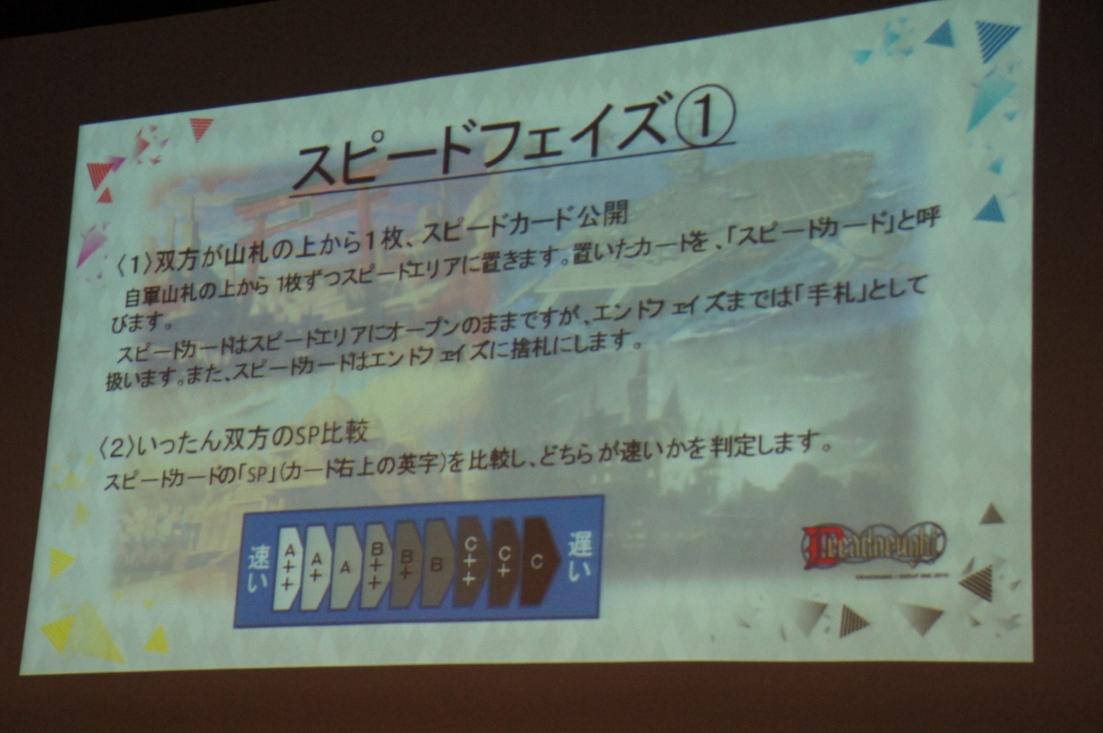 スピードフェイズ①
〈1〉双方が山札の上から1枚、スピードカード公開
自軍山札の上から1枚ずつスピードエリアに置きます。置いたカードを、「スピードカード」と呼
びます。
スピードカードはスピードエリアにオープンのままですが、エンドフェイズまでは「手札」として
扱います。また、スピードカードはエンドフェイズに捨札にします。
〈2〉いったん双方のSP比較
スピードカードの「SP」(カード右上の英字)を比較し、どちらが速いかを判定します。
速い A++ A+ A B++ B+ B C++ C+ C 遅い
Dreadnought